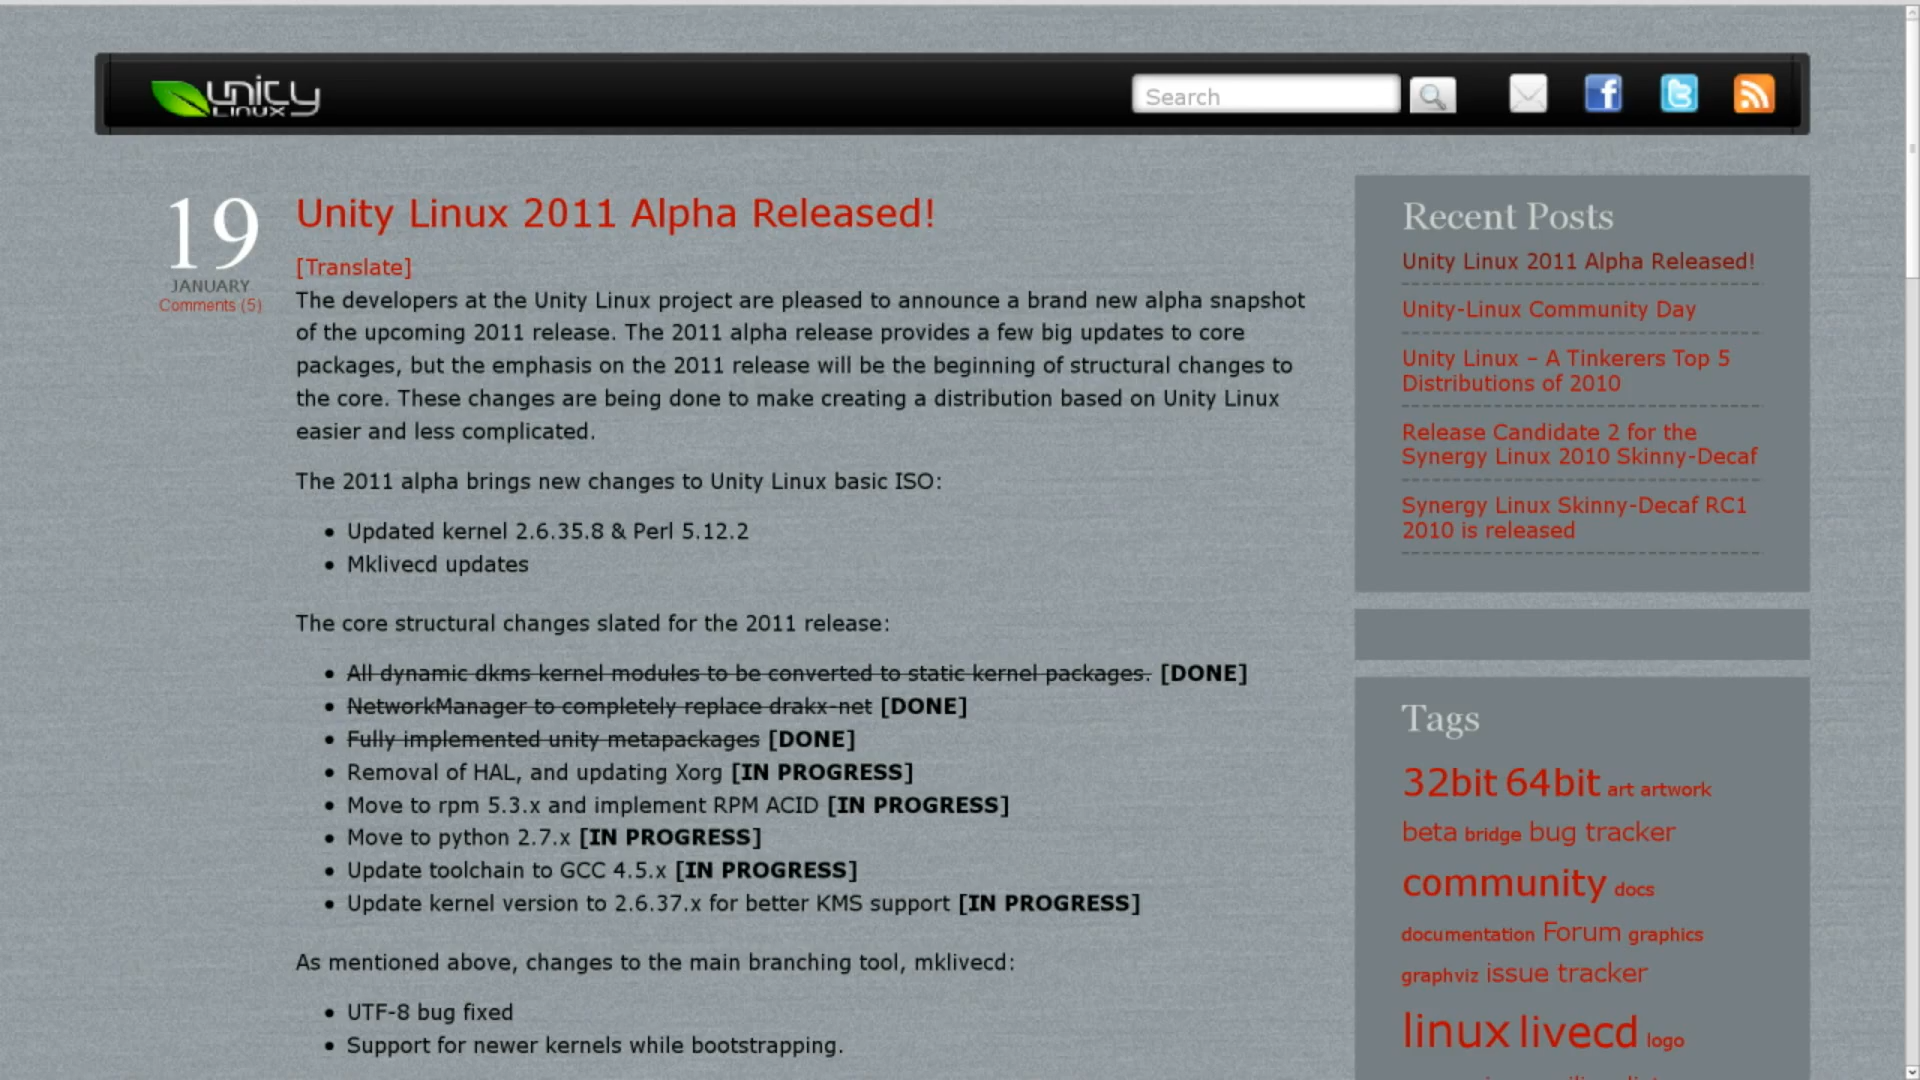 unity
LINUX
Search
19
JANUARY
Comments (5)
Unity Linux 2011 Alpha Released!
[Translate]
The developers at the Unity Linux project are pleased to announce a brand new alpha snapshot
of the upcoming 2011 release. The 2011 alpha release provides a few big updates to core
packages, but the emphasis on the 2011 release will be the beginning of structural changes to
the core. These changes are being done to make creating a distribution based on Unity Linux
easier and less complicated.
The 2011 alpha brings new changes to Unity Linux basic ISO:
• Updated kernel 2.6.35.8 & Perl 5.12.2
• Mklivecd updates
The core structural changes slated for the 2011 release:
• All dynamic dkms kernel modules to be converted to static kernel packages. [DONE]
• NetworkManager to completely replace drakx-net [DONE]
• Fully implemented unity metapackages [DONE]
• Removal of HAL, and updating Xorg [IN PROGRESS]
• Move to rpm 5.3.x and implement RPM ACID [IN PROGRESS]
• Move to python 2.7.x [IN PROGRESS]
• Update toolchain to GCC 4.5.x [IN PROGRESS]
• Update kernel version to 2.6.37.x for better KMS support [IN PROGRESS]
As mentioned above, changes to the main branching tool, mklivecd:
• UTF-8 bug fixed
• Support for newer kernels while bootstrapping.
Recent Posts
Unity Linux 2011 Alpha Released!
Unity-Linux Community Day
Unity Linux – A Tinkerers Top 5
Distributions of 2010
Release Candidate 2 for the
Synergy Linux 2010 Skinny-Decaf
Synergy Linux Skinny-Decaf RC1
2010 is released
Tags
32bit 64bit art artwork
beta bridge bug tracker
community docs
documentation Forum graphics
graphviz issue tracker
linux livecd logo